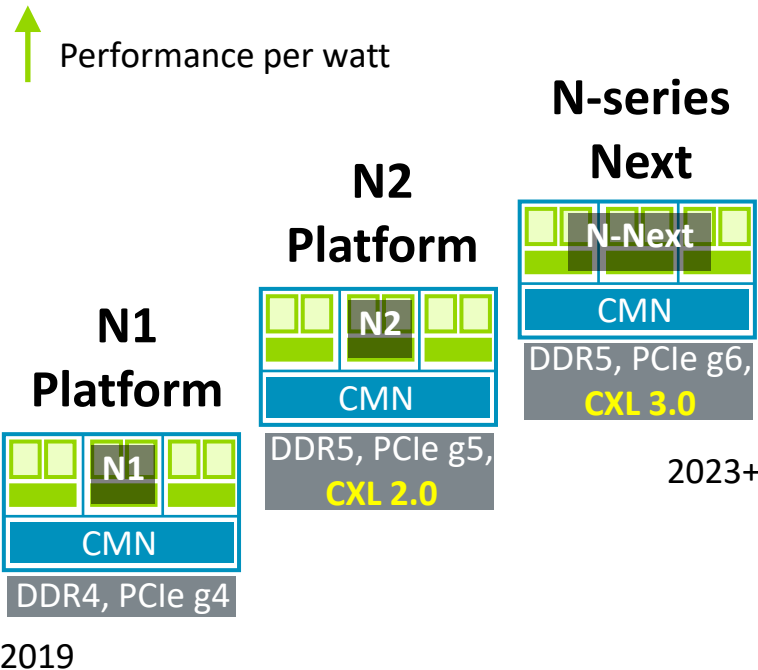 Performance per watt
N-series
Next
N-Next
CMN
DDR5, PCIe g6,
CXL 3.0
2023+
N2
Platform
N2
CMN
DDR5, PCIe g5,
CXL 2.0
N1
Platform
N1
CMN
DDR4, PCIe g4
2019